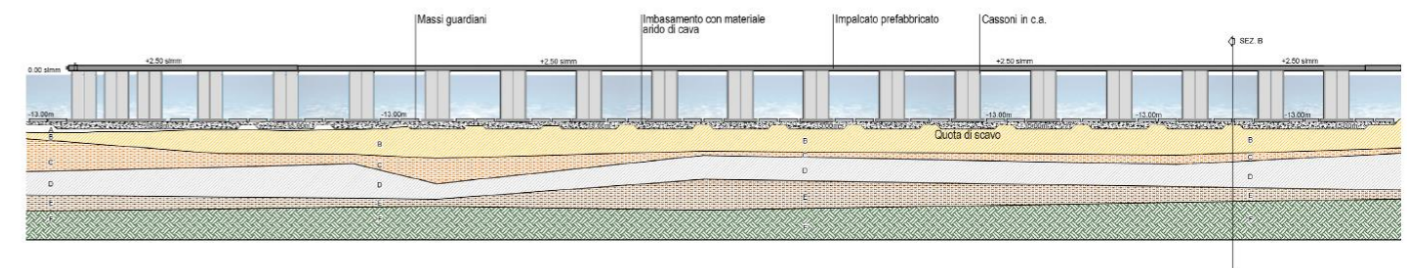 Massi guardiani
Imbasamento con materiale
arido di cava
Impalcato prefabbricato
Cassoni in c.a.
SEZ. B
0.00 slmm
+2.50 slmm
+2.50 slmm
+2.50 slmm
+2.50 slmm
-13.00m
-13.00m
-13.00m
-13.00m
-13.00m
Quota di scavo
A
B
B
B
B
C
C
C
C
D
D
D
D
E
E
E
E
F
F
F
F